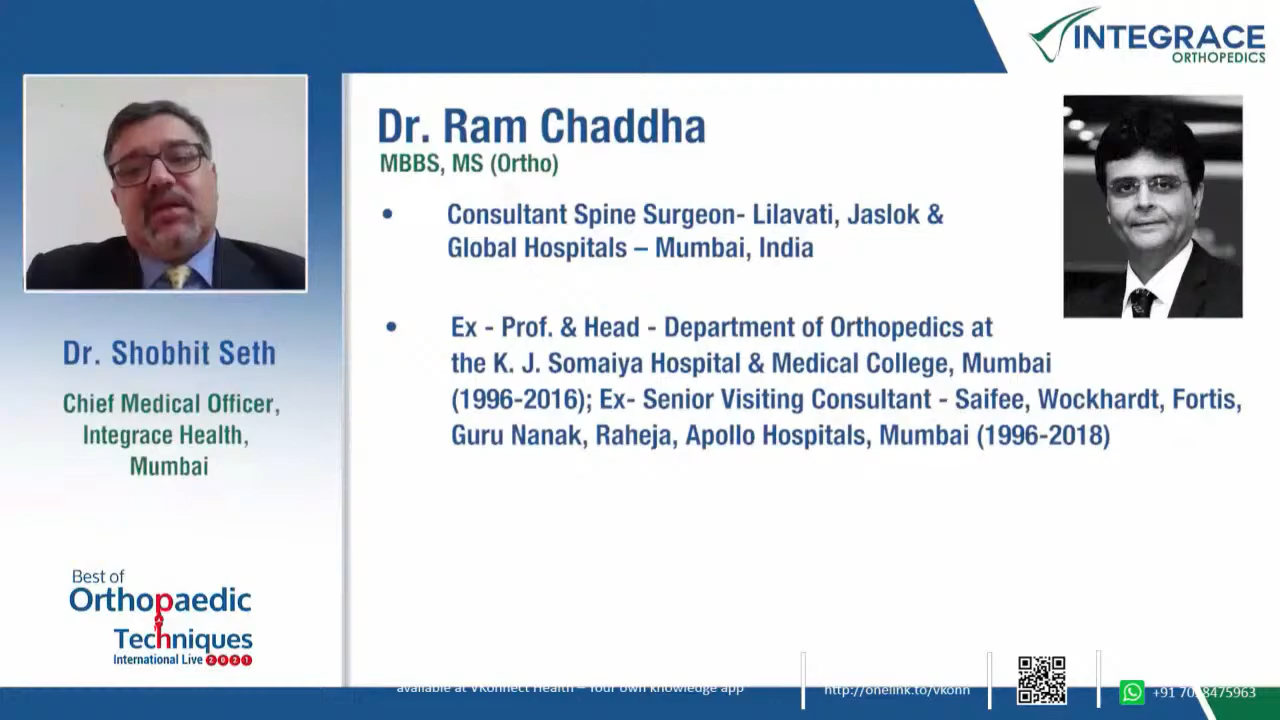 INTEGRACE
ORTHOPEDICS
Dr. Ram Chaddha
MBBS, MS (Ortho)
• Consultant Spine Surgeon- Lilavati, Jaslok &
Global Hospitals – Mumbai, India
• Ex - Prof. & Head - Department of Orthopedics at
the K. J. Somaiya Hospital & Medical College, Mumbai
(1996-2016); Ex- Senior Visiting Consultant - Saifee, Wockhardt, Fortis,
Guru Nanak, Raheja, Apollo Hospitals, Mumbai (1996-2018)
Dr. Shobhit Seth
Chief Medical Officer,
Integrace Health,
Mumbai
Best of
Orthopaedic
Techniques
International Live 2021
available at VKonnect Health – Your own knowledge app
http://onelink.to/vkonn